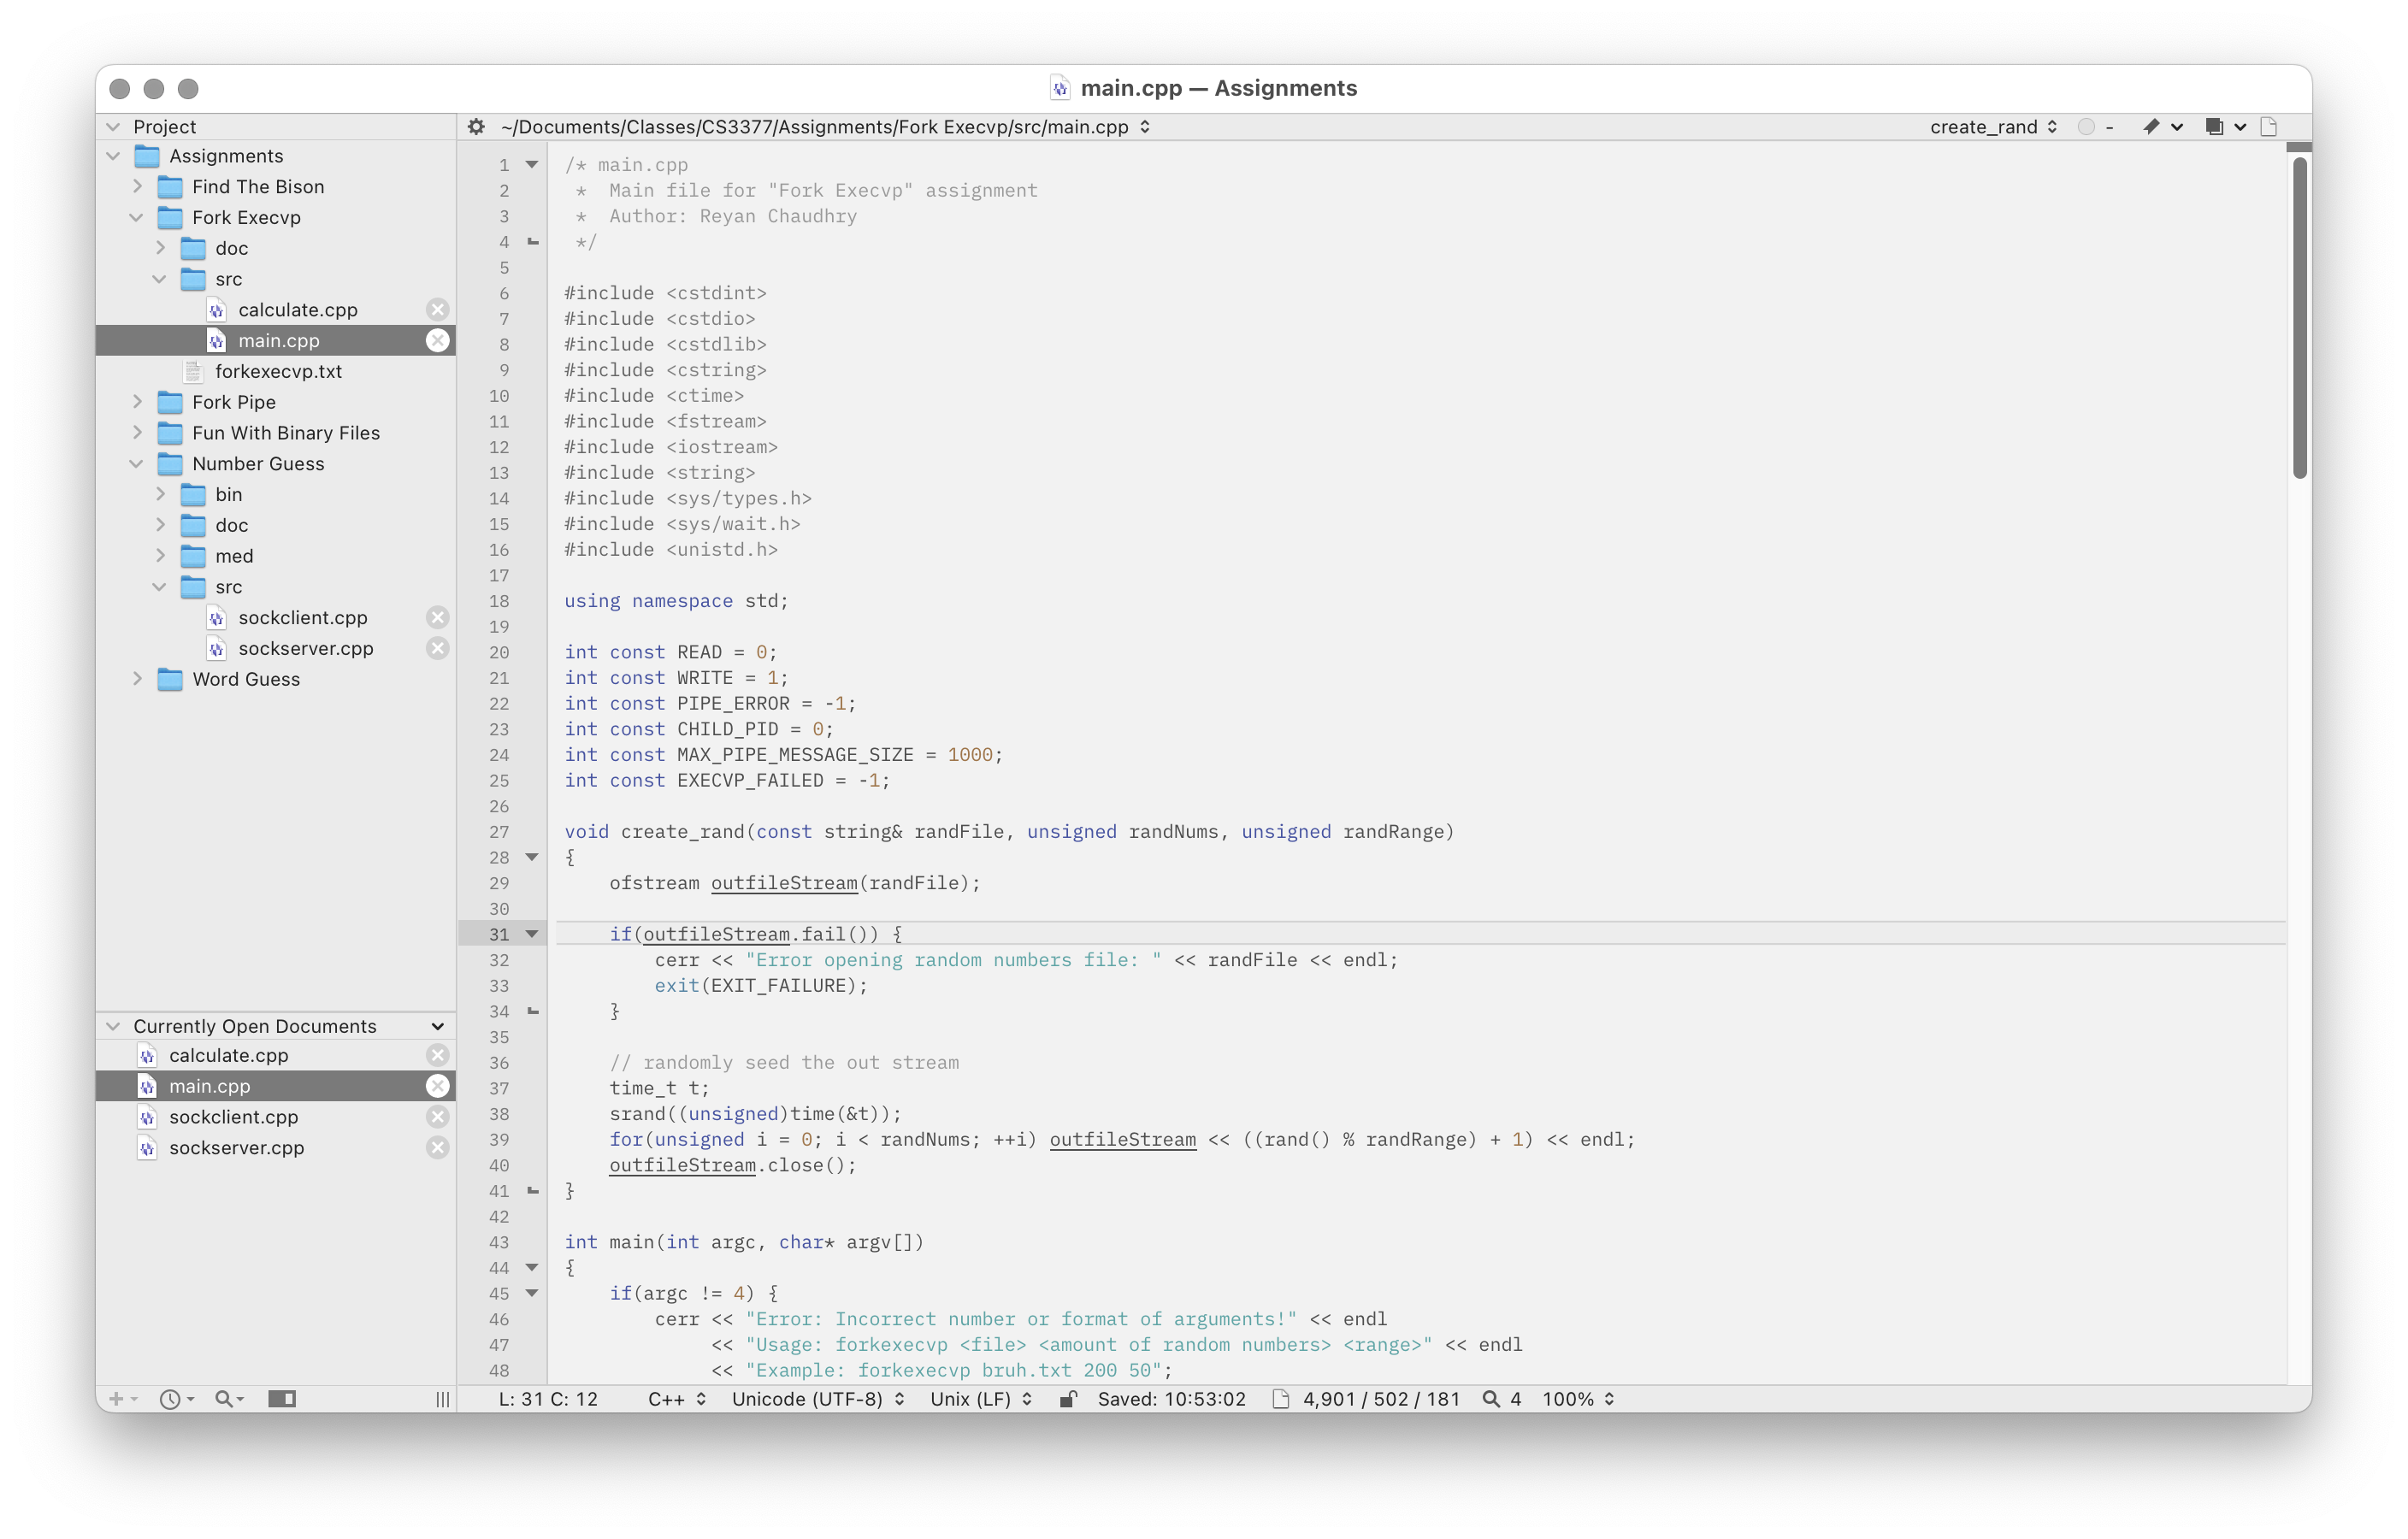 main.cpp — Assignments
Project
Assignments
Find The Bison
Fork Execvp
doc
src
calculate.cpp
main.cpp
forkexecvp.txt
Fork Pipe
Fun With Binary Files
Number Guess
bin
doc
med
src
sockclient.cpp
sockserver.cpp
Word Guess
Currently Open Documents
calculate.cpp
main.cpp
sockclient.cpp
sockserver.cpp
~/Documents/Classes/CS3377/Assignments/Fork Execvp/src/main.cpp
create_rand -
1 /* main.cpp
2  *  Main file for "Fork Execvp" assignment
3  *  Author: Reyan Chaudhry
4  */
5
6 #include <cstdint>
7 #include <cstdio>
8 #include <cstdlib>
9 #include <cstring>
10 #include <ctime>
11 #include <fstream>
12 #include <iostream>
13 #include <string>
14 #include <sys/types.h>
15 #include <sys/wait.h>
16 #include <unistd.h>
17
18 using namespace std;
19
20 int const READ = 0;
21 int const WRITE = 1;
22 int const PIPE_ERROR = -1;
23 int const CHILD_PID = 0;
24 int const MAX_PIPE_MESSAGE_SIZE = 1000;
25 int const EXECVP_FAILED = -1;
26
27 void create_rand(const string& randFile, unsigned randNums, unsigned randRange)
28 {
29     ofstream outfileStream(randFile);
30
31     if(outfileStream.fail()) {
32         cerr << "Error opening random numbers file: " << randFile << endl;
33         exit(EXIT_FAILURE);
34     }
35
36     // randomly seed the out stream
37     time_t t;
38     srand((unsigned)time(&t));
39     for(unsigned i = 0; i < randNums; ++i) outfileStream << ((rand() % randRange) + 1) << endl;
40     outfileStream.close();
41 }
42
43 int main(int argc, char* argv[])
44 {
45     if(argc != 4) {
46         cerr << "Error: Incorrect number or format of arguments!" << endl
47              << "Usage: forkexecvp <file> <amount of random numbers> <range>" << endl
48              << "Example: forkexecvp bruh.txt 200 50";
L: 31 C: 12 C++ Unicode (UTF-8) Unix (LF) Saved: 10:53:02 4,901 / 502 / 181 4 100%